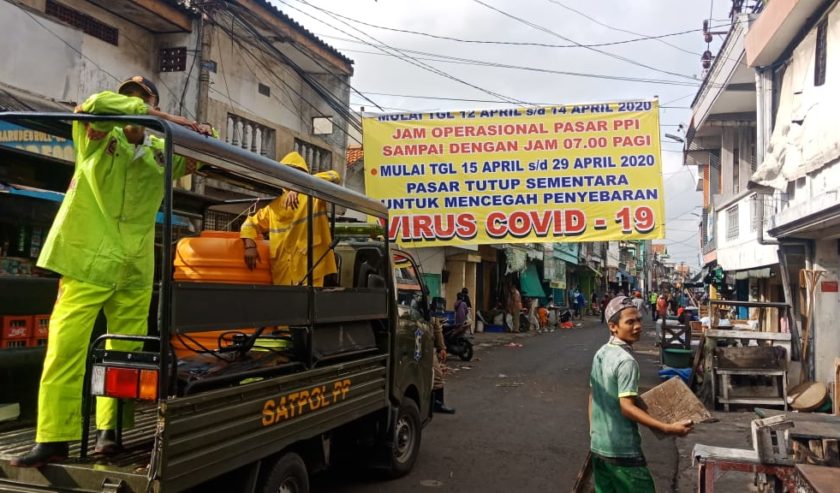 MULAI TGL 12 APRIL s/d 14 APRIL 2020
JAM OPERASIONAL PASAR PPI
SAMPAI DENGAN JAM 07.00 PAGI
• MULAI TGL 15 APRIL s/d 29 APRIL 2020
PASAR TUTUP SEMENTARA
UNTUK MENCEGAH PENYEBARAN
VIRUS COVID - 19
SATPOL PP